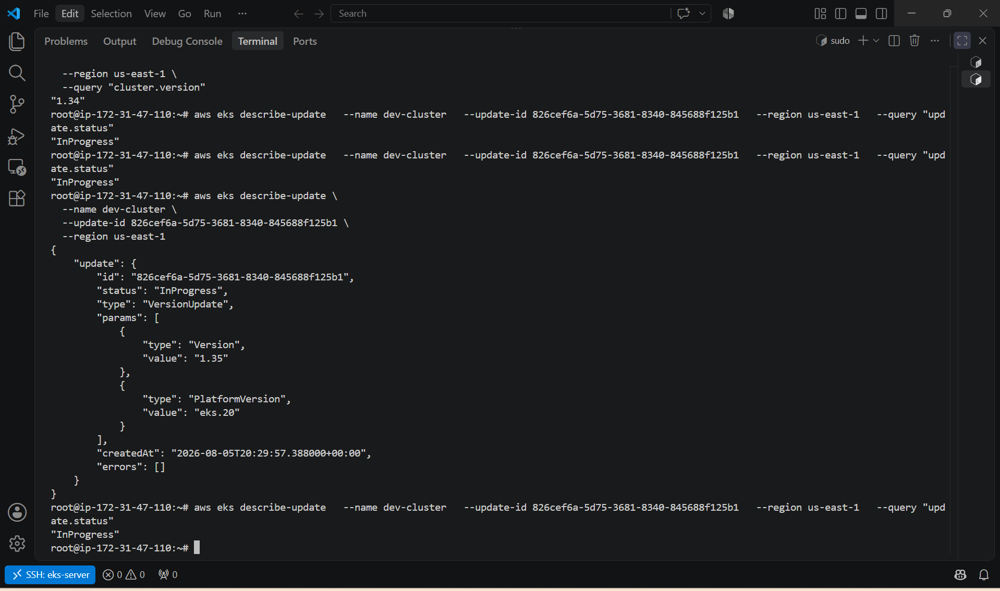 File Edit Selection View Go Run ··· Search
Problems Output Debug Console Terminal Ports sudo
  --region us-east-1 \
  --query "cluster.version"
"1.34"
root@ip-172-31-47-110:~# aws eks describe-update   --name dev-cluster   --update-id 826cef6a-5d75-3681-8340-845688f125b1   --region us-east-1   --query "upd
ate.status"
"InProgress"
root@ip-172-31-47-110:~# aws eks describe-update   --name dev-cluster   --update-id 826cef6a-5d75-3681-8340-845688f125b1   --region us-east-1   --query "upd
ate.status"
"InProgress"
root@ip-172-31-47-110:~# aws eks describe-update \
  --name dev-cluster \
  --update-id 826cef6a-5d75-3681-8340-845688f125b1 \
  --region us-east-1
{
    "update": {
        "id": "826cef6a-5d75-3681-8340-845688f125b1",
        "status": "InProgress",
        "type": "VersionUpdate",
        "params": [
            {
                "type": "Version",
                "value": "1.35"
            },
            {
                "type": "PlatformVersion",
                "value": "eks.20"
            }
        ],
        "createdAt": "2026-08-05T20:29:57.388000+00:00",
        "errors": []
    }
}
root@ip-172-31-47-110:~# aws eks describe-update   --name dev-cluster   --update-id 826cef6a-5d75-3681-8340-845688f125b1   --region us-east-1   --query "upd
ate.status"
"InProgress"
root@ip-172-31-47-110:~#
SSH: eks-server 0 0 0